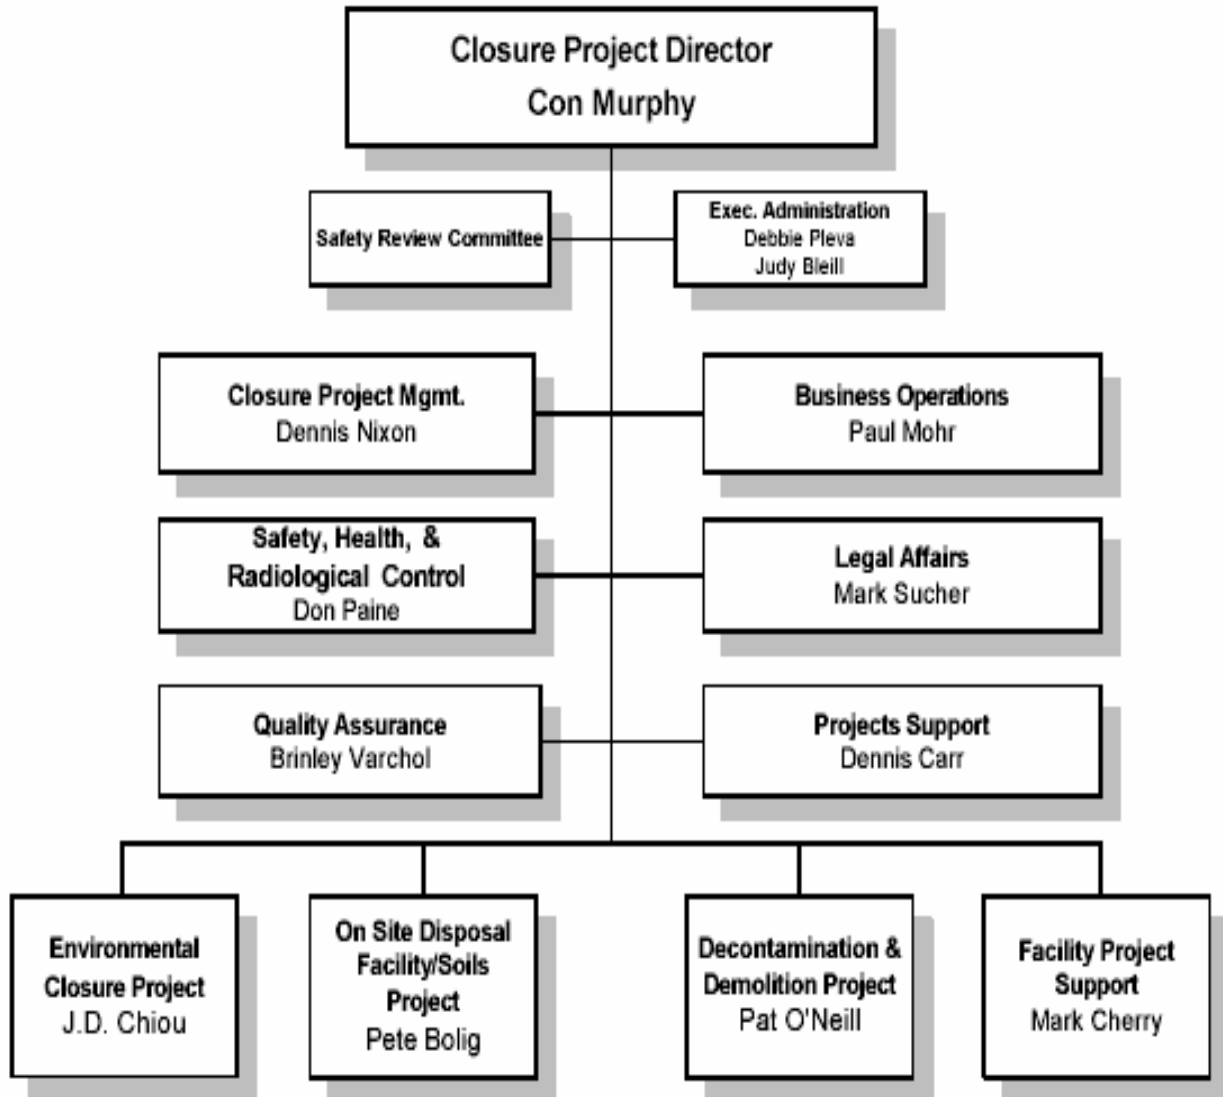 Closure Project Director
Con Murphy
Safety Review Committee
Exec. Administration
Debbie Pleva
Judy Bleill
Closure Project Mgmt.
Dennis Nixon
Business Operations
Paul Mohr
Safety, Health, &
Radiological Control
Don Paine
Legal Affairs
Mark Sucher
Quality Assurance
Brinley Varchol
Projects Support
Dennis Carr
Environmental
Closure Project
J.D. Chiou
On Site Disposal
Facility/Soils
Project
Pete Bolig
Decontamination &
Demolition Project
Pat O'Neill
Facility Project
Support
Mark Cherry